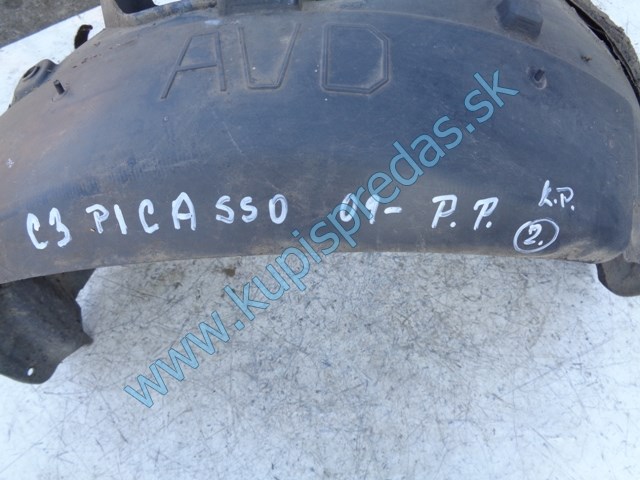 AVD
C3 PICASSO 09- P.P. K.P.
2.
www.kupispredas.sk